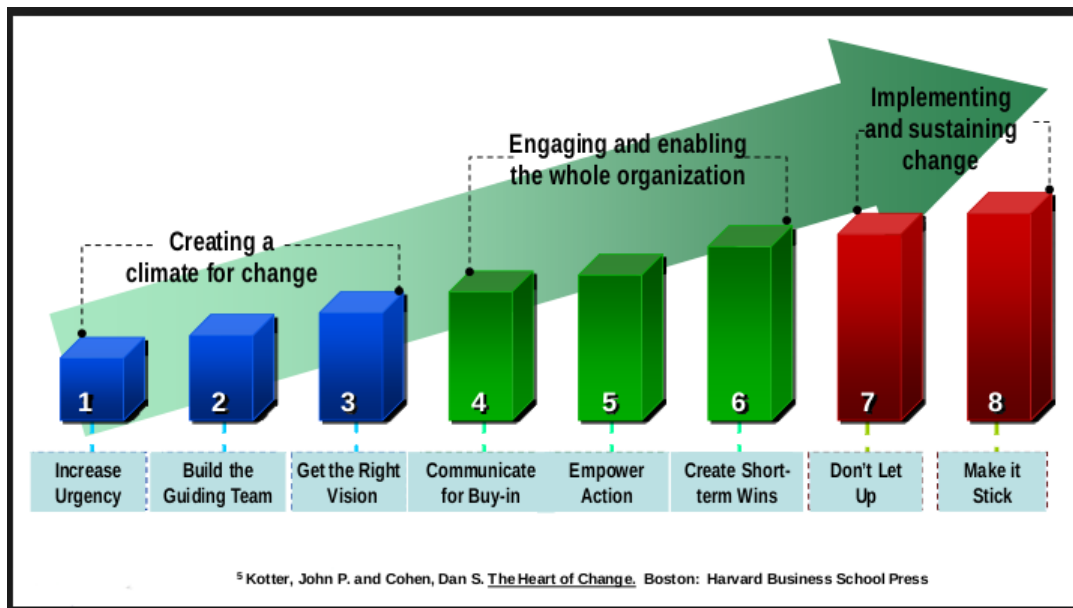 Implementing
and sustaining
change
Engaging and enabling
the whole organization
Creating a
climate for change
1
2
3
4
5
6
7
8
Increase
Urgency
Build the
Guiding Team
Get the Right
Vision
Communicate
for Buy-in
Empower
Action
Create Short-
term Wins
Don't Let
Up
Make it
Stick
5 Kotter, John P. and Cohen, Dan S. The Heart of Change. Boston: Harvard Business School Press